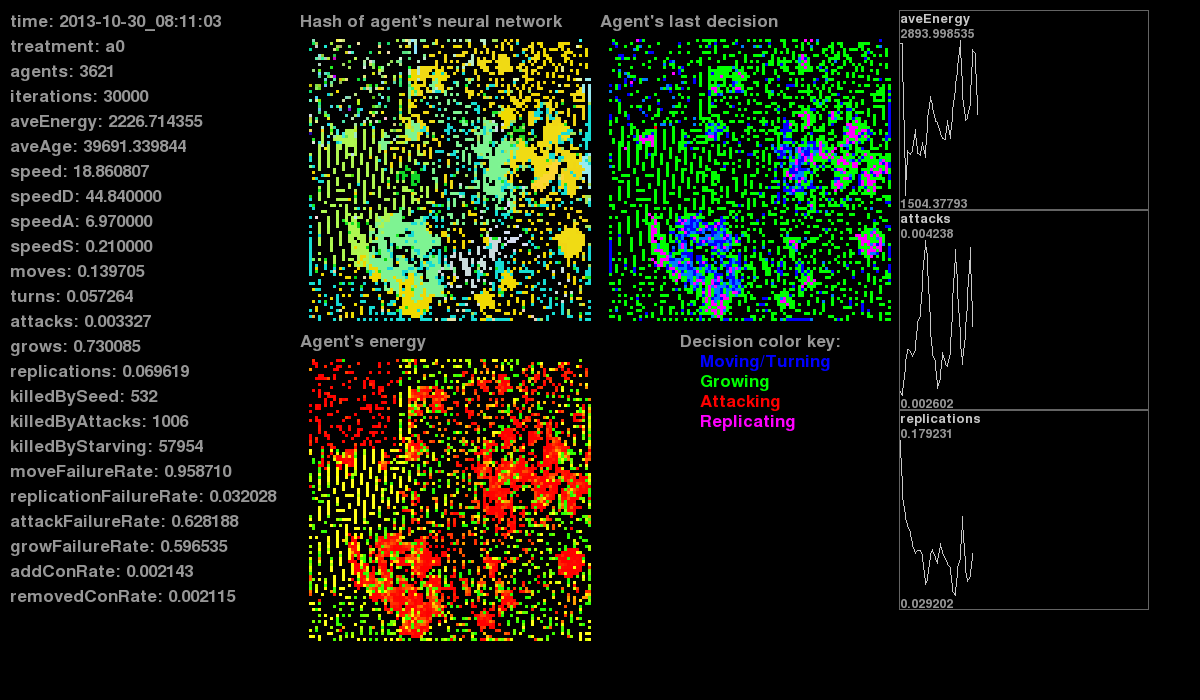 time: 2013-10-30_08:11:03
treatment: a0
agents: 3621
iterations: 30000
aveEnergy: 2226.714355
aveAge: 39691.339844
speed: 18.860807
speedD: 44.840000
speedA: 6.970000
speedS: 0.210000
moves: 0.139705
turns: 0.057264
attacks: 0.003327
grows: 0.730085
replications: 0.069619
killedBySeed: 532
killedByAttacks: 1006
killedByStarving: 57954
moveFailureRate: 0.958710
replicationFailureRate: 0.032028
attackFailureRate: 0.628188
growFailureRate: 0.596535
addConRate: 0.002143
removedConRate: 0.002115
Hash of agent's neural network
Agent's last decision
Agent's energy
Decision color key:
Moving/Turning
Growing
Attacking
Replicating
aveEnergy
2893.998535
1504.37793
attacks
0.004238
0.002602
replications
0.179231
0.029202